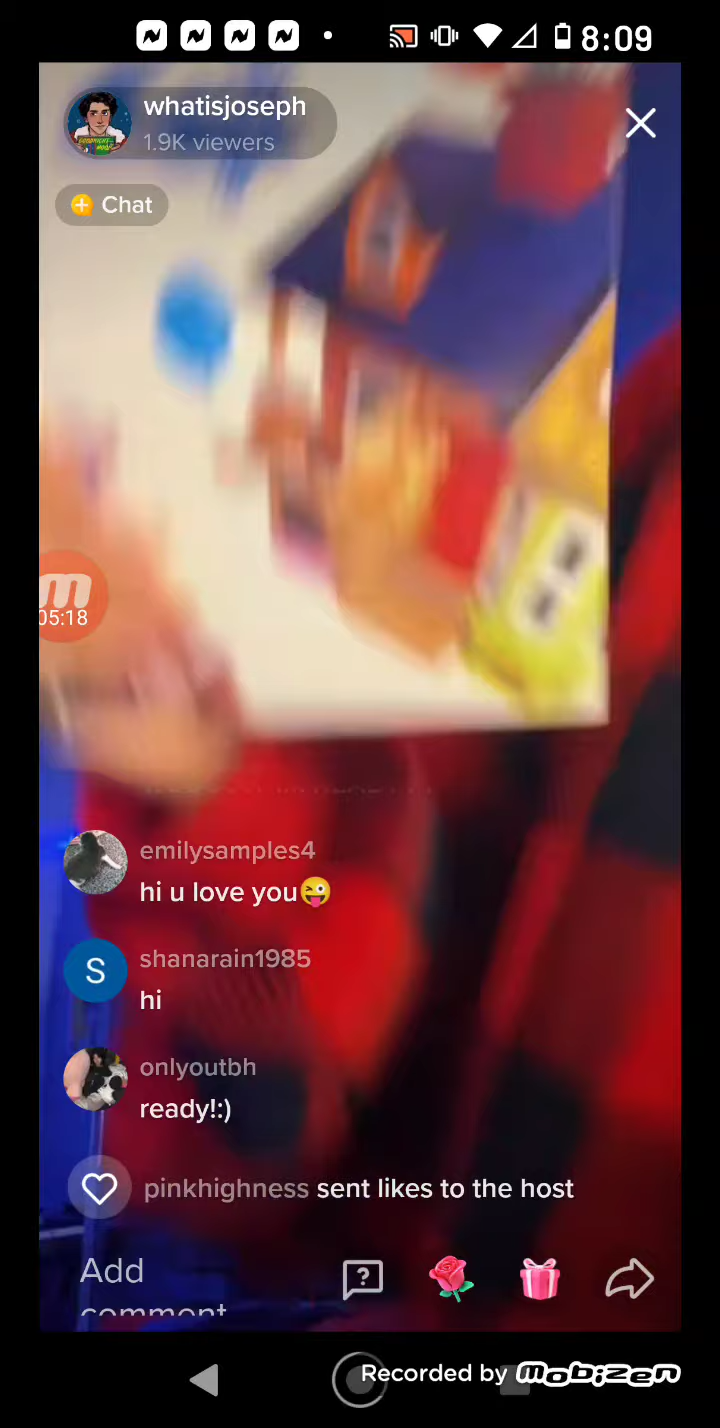 8:09
whatisjoseph
1.9K viewers
Chat
m
05:18
emilysamples4
hi u love you😜
S
shanarain1985
hi
onlyoutbh
ready!:)
pinkhighness sent likes to the host
Add
comment
Recorded by mobizen